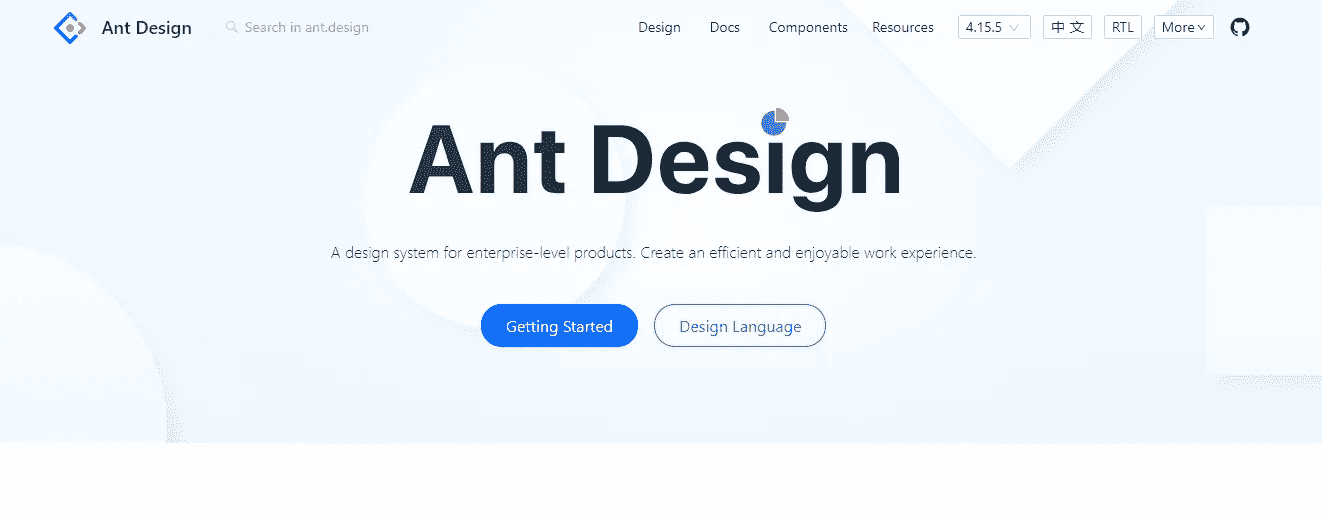 Ant Design
Search in ant.design
Design
Docs
Components
Resources
4.15.5
中 文
RTL
More
Ant Design
A design system for enterprise-level products. Create an efficient and enjoyable work experience.
Getting Started
Design Language